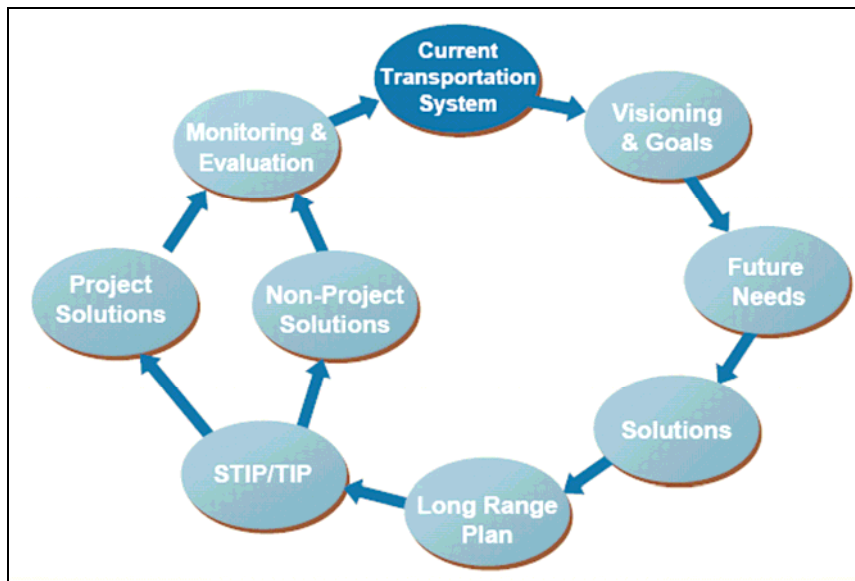 Current
Transportation
System
Visioning
& Goals
Future
Needs
Solutions
Long Range
Plan
STIP/TIP
Project
Solutions
Non-Project
Solutions
Monitoring &
Evaluation